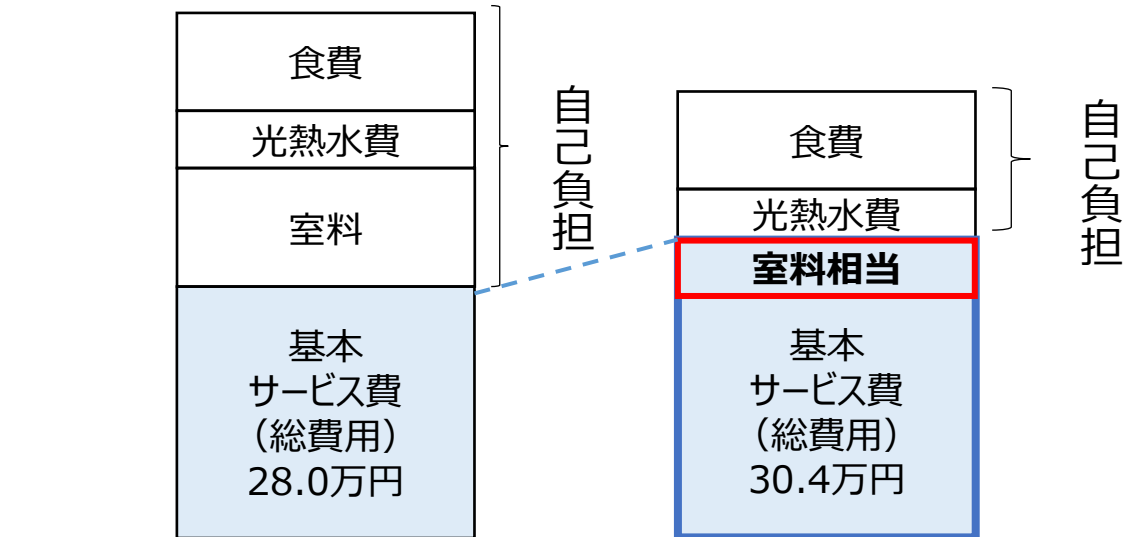 食費
光熱水費
室料
基本
サービス費
（総費用）
28.0万円
自己負担
食費
光熱水費
室料相当
基本
サービス費
（総費用）
30.4万円
自己負担